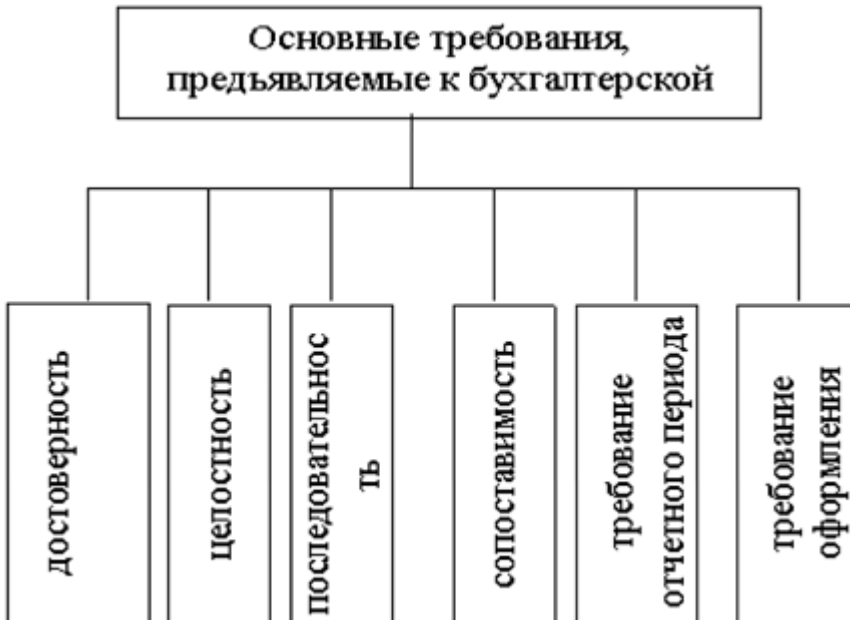 Основные требования,
предъявляемые к бухгалтерской
достоверность
целостность
последовательнос
ть
сопоставимость
требование
отчетного периода
требование
оформления